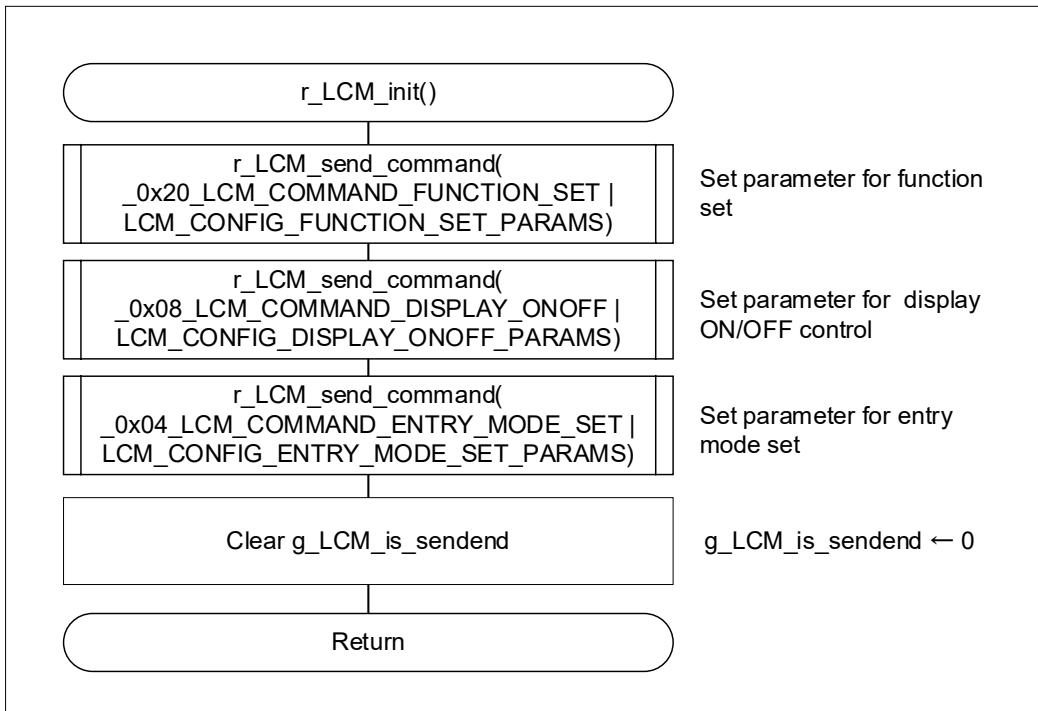 r_LCM_init()
r_LCM_send_command(
_0x20_LCM_COMMAND_FUNCTION_SET |
LCM_CONFIG_FUNCTION_SET_PARAMS)
Set parameter for function
set
r_LCM_send_command(
_0x08_LCM_COMMAND_DISPLAY_ONOFF |
LCM_CONFIG_DISPLAY_ONOFF_PARAMS)
Set parameter for display
ON/OFF control
r_LCM_send_command(
_0x04_LCM_COMMAND_ENTRY_MODE_SET |
LCM_CONFIG_ENTRY_MODE_SET_PARAMS)
Set parameter for entry
mode set
Clear g_LCM_is_sendend
g_LCM_is_sendend ← 0
Return